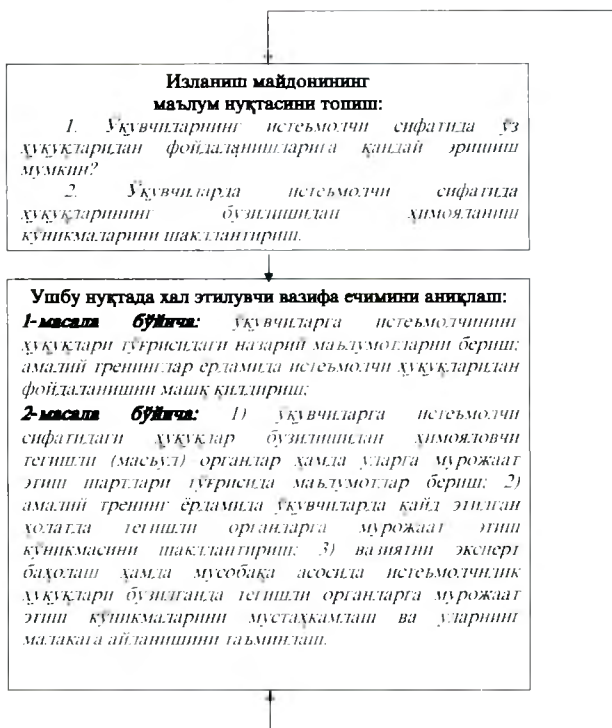 Изланиш майдонининг
маълум нуқтасини топиш:
1. Ўқувчиларнинг истеъмолчи сифатида ўз
ҳуқуқларидан фойдаланишларига қандай эришиш
мумкин?
2. Ўқувчиларда истеъмолчи сифатида
ҳуқуқларининг бузилишидан ҳимояланиш
кўникмаларини шакллантириш.
Ушбу нуқтада хал этилувчи вазифа ечимини аниқлаш:
1-масала бўйича: ўқувчиларга истеъмолчининг
ҳуқуқлари тўғрисидаги назарий маълумотларни бериш;
амалий тренинглар ёрдамида истеъмолчи ҳуқуқларидан
фойдаланишни машқ қилдириш;
2-масала бўйича: 1) ўқувчиларга истеъмолчи
сифатидаги ҳуқуқлар бузилишидан ҳимояловчи
тегишли (масъул) органлар ҳамда уларга мурожаат
этиш шартлари тўғрисида маълумотлар бериш; 2)
амалий тренинг ёрдамида ўқувчиларда қайд этилган
ҳолатда тегишли органларга мурожаат этиш
кўникмасини шакллантириш; 3) вазиятни эксперт
баҳолаш ҳамда мусобақа асосида истеъмолчилик
ҳуқуқлари бузилганда тегишли органларга мурожаат
этиш кўникмаларини мустаҳкамлаш ва уларнинг
малакага айланишини таъминлаш.